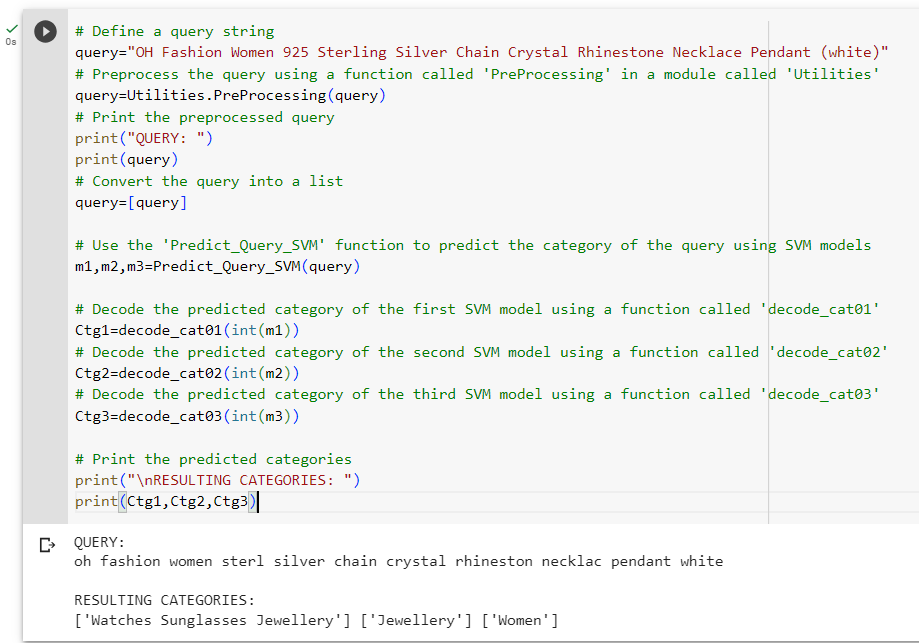 0s
# Define a query string
query="OH Fashion Women 925 Sterling Silver Chain Crystal Rhinestone Necklace Pendant (white)"
# Preprocess the query using a function called 'PreProcessing' in a module called 'Utilities'
query=Utilities.PreProcessing(query)
# Print the preprocessed query
print("QUERY: ")
print(query)
# Convert the query into a list
query=[query]
# Use the 'Predict_Query_SVM' function to predict the category of the query using SVM models
m1,m2,m3=Predict_Query_SVM(query)
# Decode the predicted category of the first SVM model using a function called 'decode_cat01'
Ctg1=decode_cat01(int(m1))
# Decode the predicted category of the second SVM model using a function called 'decode_cat02'
Ctg2=decode_cat02(int(m2))
# Decode the predicted category of the third SVM model using a function called 'decode_cat03'
Ctg3=decode_cat03(int(m3))
# Print the predicted categories
print("\nRESULTING CATEGORIES: ")
print(Ctg1,Ctg2,Ctg3)
QUERY:
oh fashion women sterl silver chain crystal rhineston necklac pendant white
RESULTING CATEGORIES:
['Watches Sunglasses Jewellery'] ['Jewellery'] ['Women']